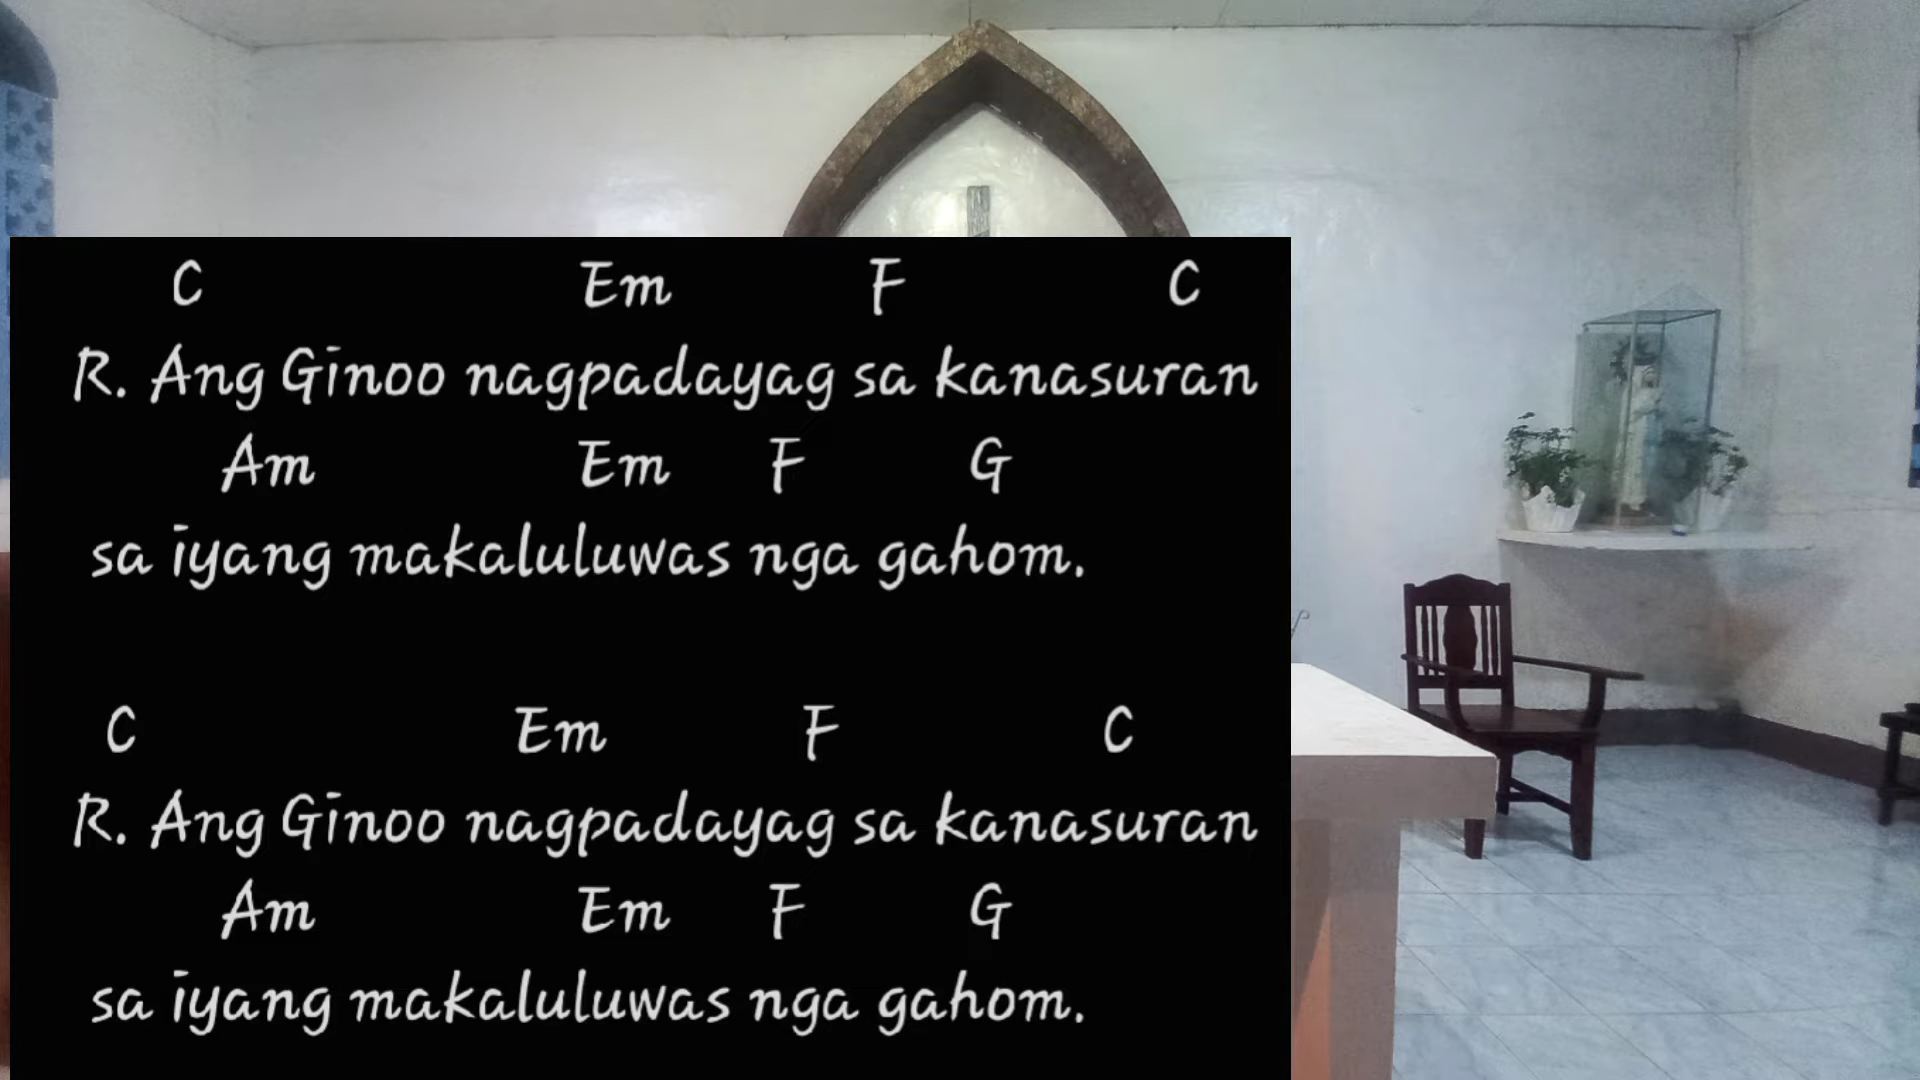 C Em F C
R. Ang Ginoo nagpadayag sa kanasuran
Am Em F G
sa iyang makaluluwas nga gahom.
C Em F C
R. Ang Ginoo nagpadayag sa kanasuran
Am Em F G
sa iyang makaluluwas nga gahom.